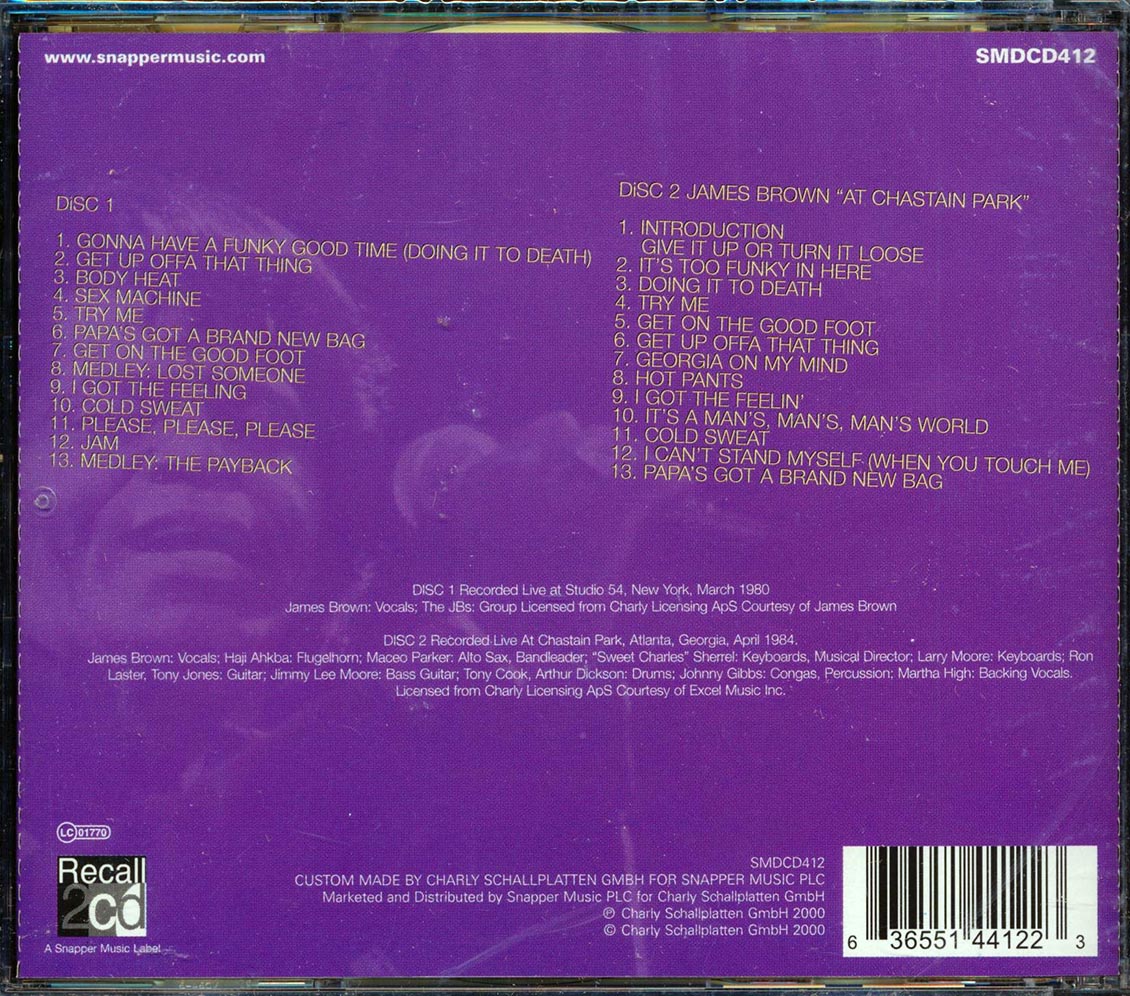 www.snappermusic.com
SMDCD412
DiSC 1
1. GONNA HAVE A FUNKY GOOD TIME (DOING IT TO DEATH)
2. GET UP OFFA THAT THING
3. BODY HEAT
4. SEX MACHINE
5. TRY ME
6. PAPA'S GOT A BRAND NEW BAG
7. GET ON THE GOOD FOOT
8. MEDLEY: LOST SOMEONE
9. I GOT THE FEELING
10. COLD SWEAT
11. PLEASE, PLEASE, PLEASE
12. JAM
13. MEDLEY: THE PAYBACK
DiSC 2 JAMES BROWN “AT CHASTAIN PARK”
1. INTRODUCTION
GIVE IT UP OR TURN IT LOOSE
2. IT'S TOO FUNKY IN HERE
3. DOING IT TO DEATH
4. TRY ME
5. GET ON THE GOOD FOOT
6. GET UP OFFA THAT THING
7. GEORGIA ON MY MIND
8. HOT PANTS
9. I GOT THE FEELIN'
10. IT'S A MAN'S, MAN'S, MAN'S WORLD
11. COLD SWEAT
12. I CAN'T STAND MYSELF (WHEN YOU TOUCH ME)
13. PAPA'S GOT A BRAND NEW BAG
DISC 1 Recorded Live at Studio 54, New York, March 1980
James Brown: Vocals; The JBs: Group Licensed from Charly Licensing ApS Courtesy of James Brown
DISC 2 Recorded Live At Chastain Park, Atlanta, Georgia, April 1984.
James Brown: Vocals; Haji Ahkba: Flugelhorn; Maceo Parker: Alto Sax, Bandleader; “Sweet Charles” Sherrel: Keyboards, Musical Director; Larry Moore: Keyboards; Ron
Laster, Tony Jones: Guitar; Jimmy Lee Moore: Bass Guitar; Tony Cook, Arthur Dickson: Drums; Johnny Gibbs: Congas, Percussion: Martha High: Backing Vocals.
Licensed from Charly Licensing ApS Courtesy of Excel Music Inc.
LC 01770
Recall
2cd
A Snapper Music Label
SMDCD412
CUSTOM MADE BY CHARLY SCHALLPLATTEN GMBH FOR SNAPPER MUSIC PLC
Marketed and Distributed by Snapper Music PLC for Charly Schallplatten GmbH
℗ Charly Schallplatten GmbH 2000
© Charly Schallplatten GmbH 2000
6 36551 44122 3